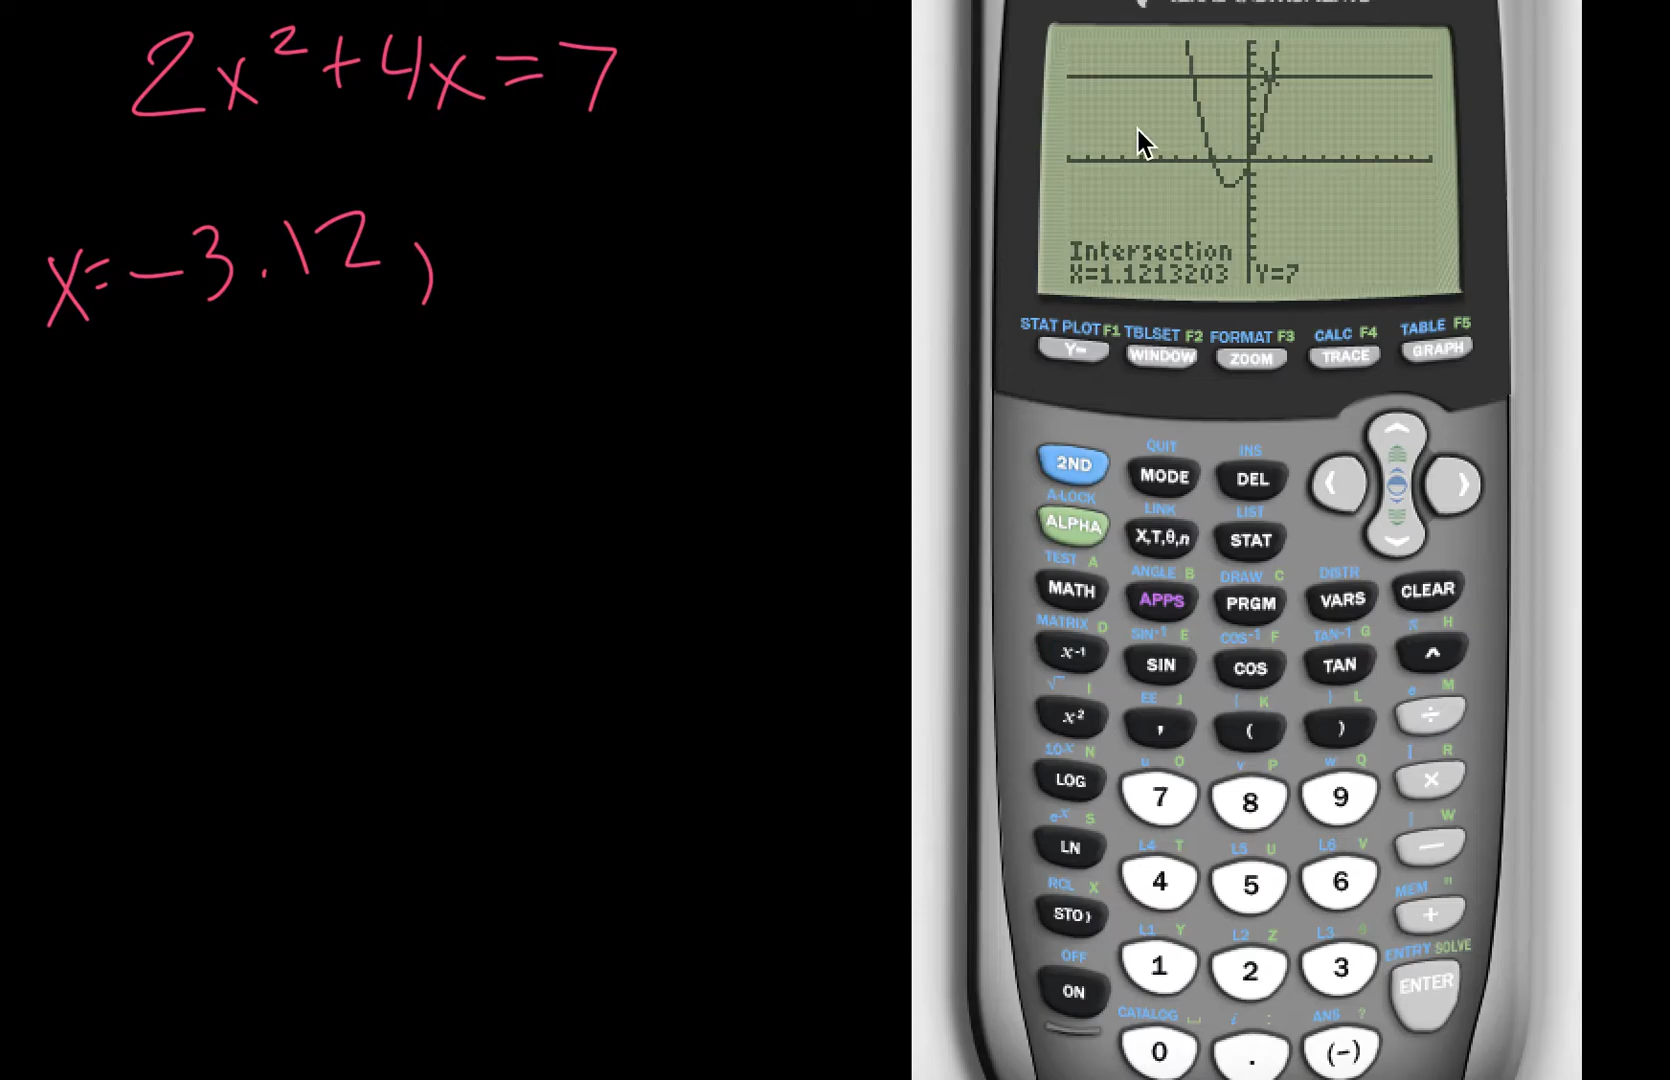 2x² + 4x = 7
x = -3.12 ,
Intersection
X=1.1213203 Y=7
STAT PLOT F1 TBLSET F2 FORMAT F3 CALC F4 TABLE F5
Y= WINDOW ZOOM TRACE GRAPH
QUIT INS
2ND MODE DEL
A-LOCK LINK LIST
ALPHA X,T,θ,n STAT
TEST A ANGLE B DRAW C DISTR
MATH APPS PRGM VARS CLEAR
MATRIX D SIN⁻¹ E COS⁻¹ F TAN⁻¹ G π H
x⁻¹ SIN COS TAN ^
√ I EE J { K } L e M
x² , ( ) ÷
10ˣ N u O v P w Q [ R
LOG 7 8 9 ×
eˣ S L4 T L5 U L6 V ] W
LN 4 5 6 −
RCL X L1 Y L2 Z L3 θ MEM "
STO⟩ 1 2 3 +
OFF CATALOG ⎵ i : ANS ? ENTRY SOLVE
ON 0 . (-) ENTER